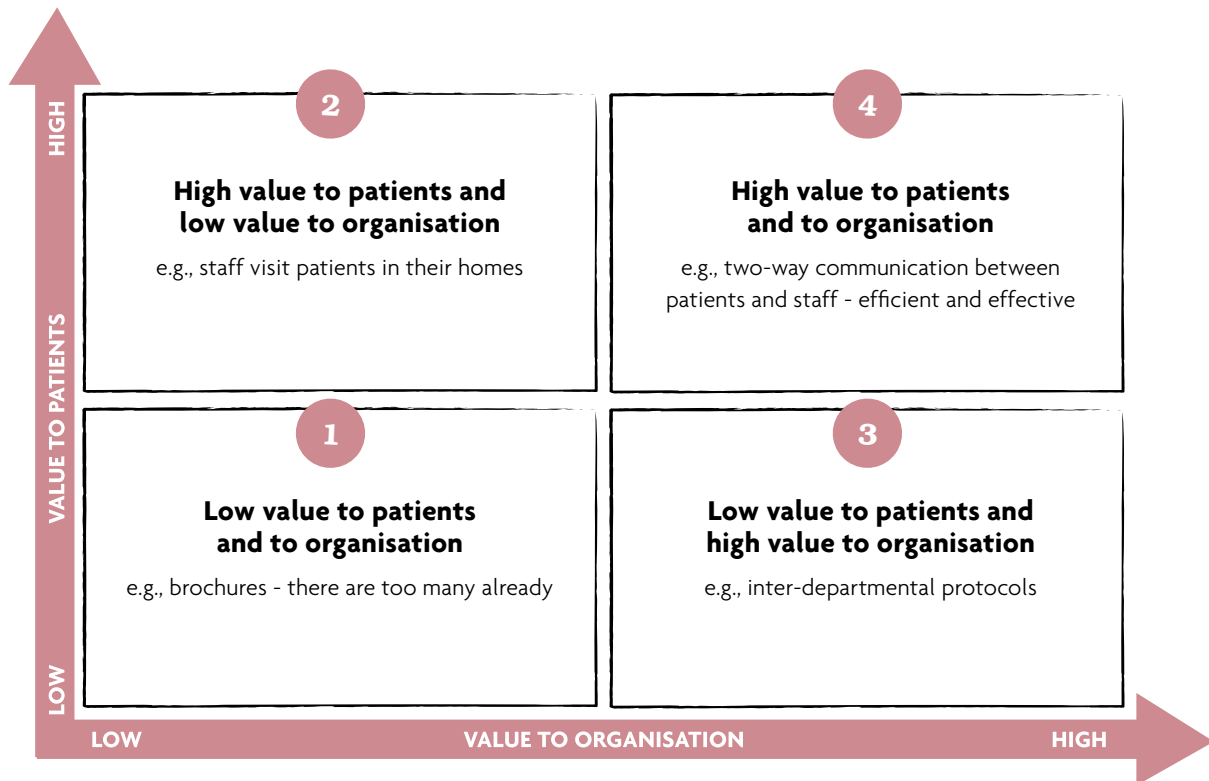 HIGH
VALUE TO PATIENTS
LOW
2
High value to patients and
low value to organisation
e.g., staff visit patients in their homes
4
High value to patients
and to organisation
e.g., two-way communication between
patients and staff - efficient and effective
1
Low value to patients
and to organisation
e.g., brochures - there are too many already
3
Low value to patients and
high value to organisation
e.g., inter-departmental protocols
LOW
VALUE TO ORGANISATION
HIGH